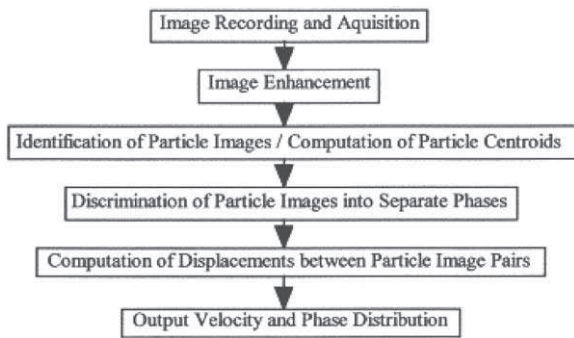 Image Recording and Aquisition
Image Enhancement
Identification of Particle Images / Computation of Particle Centroids
Discrimination of Particle Images into Separate Phases
Computation of Displacements between Particle Image Pairs
Output Velocity and Phase Distribution